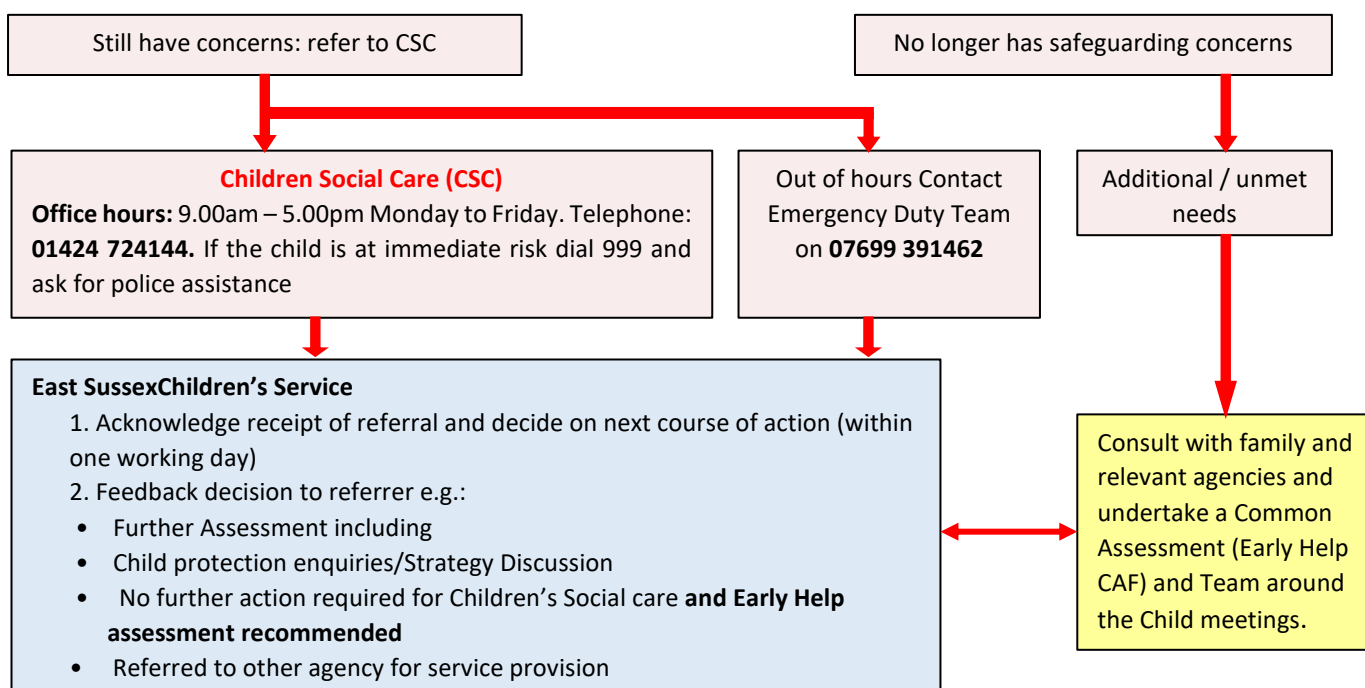 Still have concerns: refer to CSC
No longer has safeguarding concerns
Children Social Care (CSC)
Office hours: 9.00am – 5.00pm Monday to Friday. Telephone:
01424 724144. If the child is at immediate risk dial 999 and
ask for police assistance
Out of hours Contact
Emergency Duty Team
on 07699 391462
Additional / unmet
needs
East SussexChildren’s Service
1. Acknowledge receipt of referral and decide on next course of action (within
one working day)
2. Feedback decision to referrer e.g.:
• Further Assessment including
• Child protection enquiries/Strategy Discussion
• No further action required for Children’s Social care and Early Help
assessment recommended
• Referred to other agency for service provision
Consult with family and
relevant agencies and
undertake a Common
Assessment (Early Help
CAF) and Team around
the Child meetings.